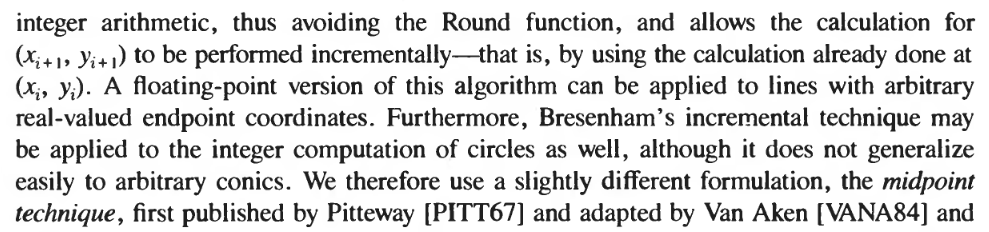 integer arithmetic, thus avoiding the Round function, and allows the calculation for
(xᵢ₊₁, yᵢ₊₁) to be performed incrementally—that is, by using the calculation already done at
(xᵢ, yᵢ). A floating-point version of this algorithm can be applied to lines with arbitrary
real-valued endpoint coordinates. Furthermore, Bresenham's incremental technique may
be applied to the integer computation of circles as well, although it does not generalize
easily to arbitrary conics. We therefore use a slightly different formulation, the midpoint
technique, first published by Pitteway [PITT67] and adapted by Van Aken [VANA84] and